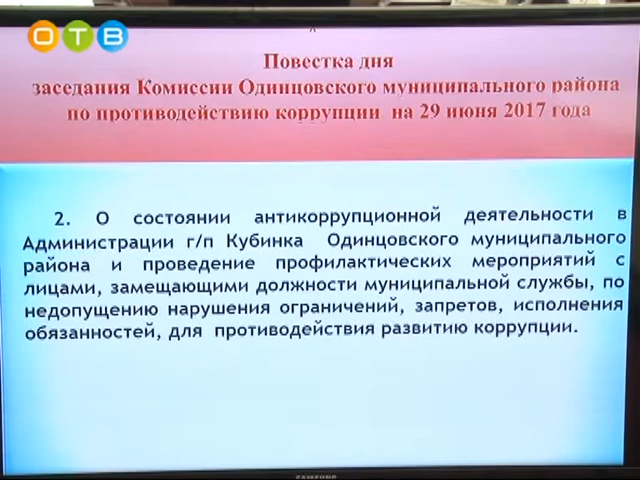 ОТВ
Повестка дня
заседания Комиссии Одинцовского муниципального района
по противодействию коррупции на 29 июня 2017 года
2. О состоянии антикоррупционной деятельности в
Администрации г/п Кубинка Одинцовского муниципального
района и проведение профилактических мероприятий с
лицами, замещающими должности муниципальной службы, по
недопущению нарушения ограничений, запретов, исполнения
обязанностей, для противодействия развитию коррупции.
SAMSUNG